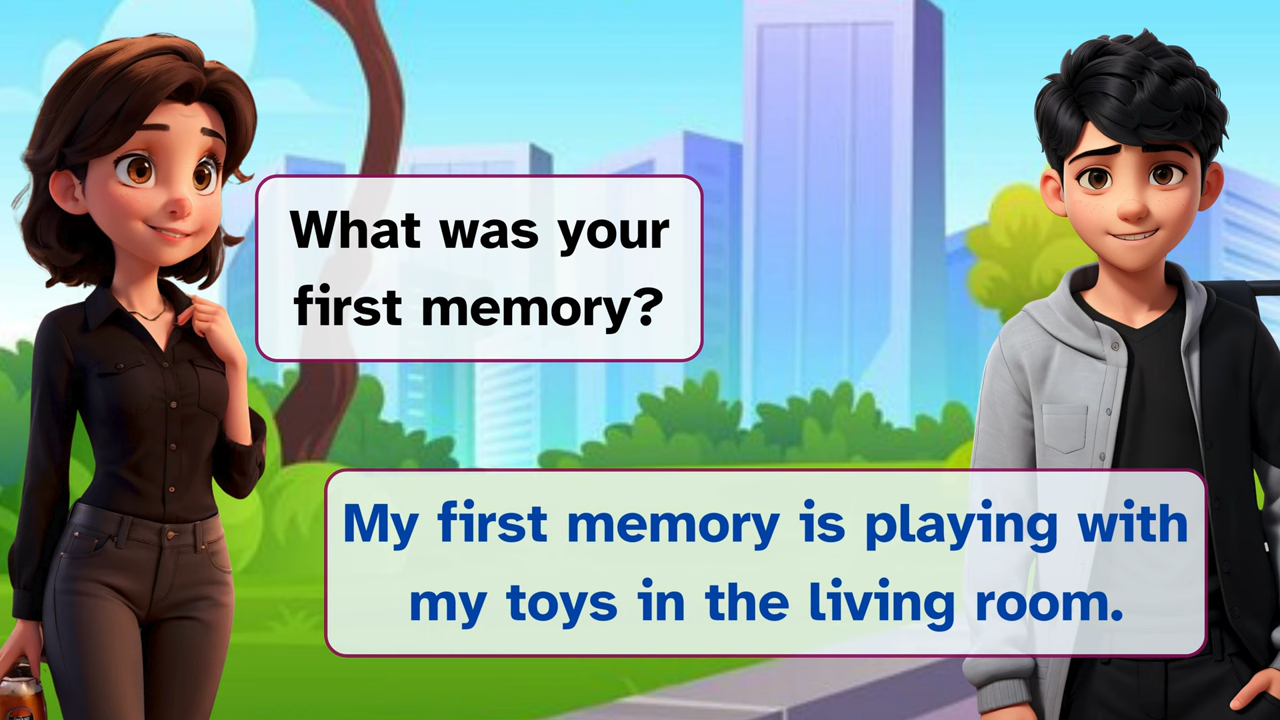 What was your
first memory?
My first memory is playing with
my toys in the living room.